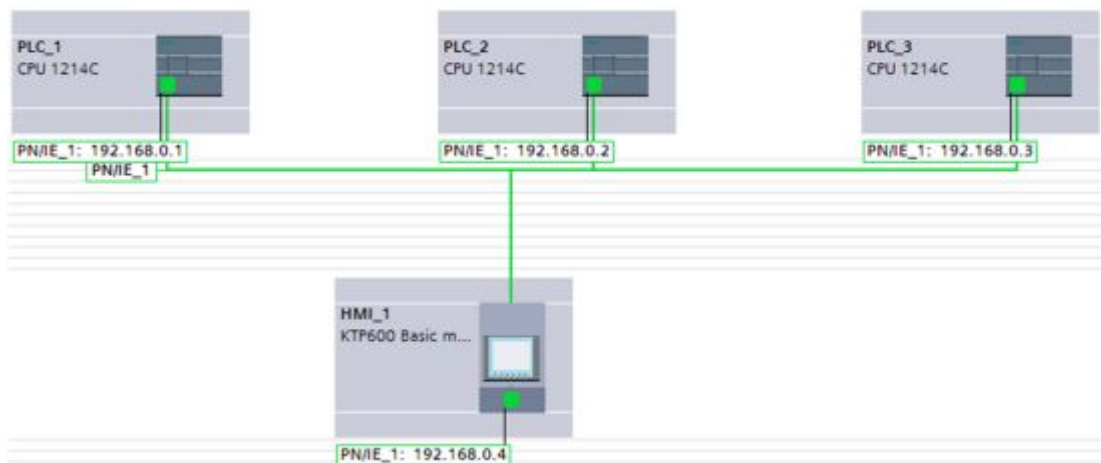 PLC_1
CPU 1214C
PLC_2
CPU 1214C
PLC_3
CPU 1214C
PN/IE_1: 192.168.0.1
PN/IE_1: 192.168.0.2
PN/IE_1: 192.168.0.3
PN/IE_1
HMI_1
KTP600 Basic m...
PN/IE_1: 192.168.0.4